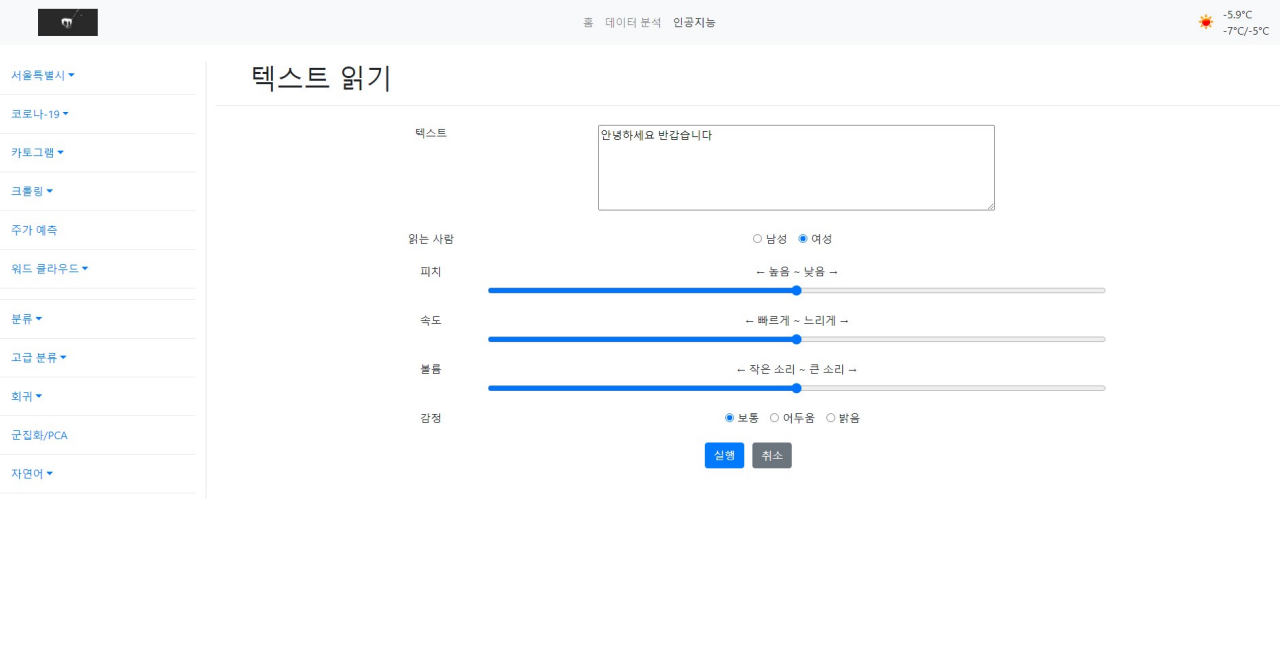 홈 데이터 분석 인공지능
-5.9°C
-7°C/-5°C
서울특별시
코로나-19
카토그램
크롤링
주가 예측
워드 클라우드
분류
고급 분류
회귀
군집화/PCA
자연어
텍스트 읽기
텍스트
안녕하세요 반갑습니다
읽는 사람
남성 여성
피치
← 높음 ~ 낮음 →
속도
← 빠르게 ~ 느리게 →
볼륨
← 작은 소리 ~ 큰 소리 →
감정
보통 어두움 밝음
실행 취소